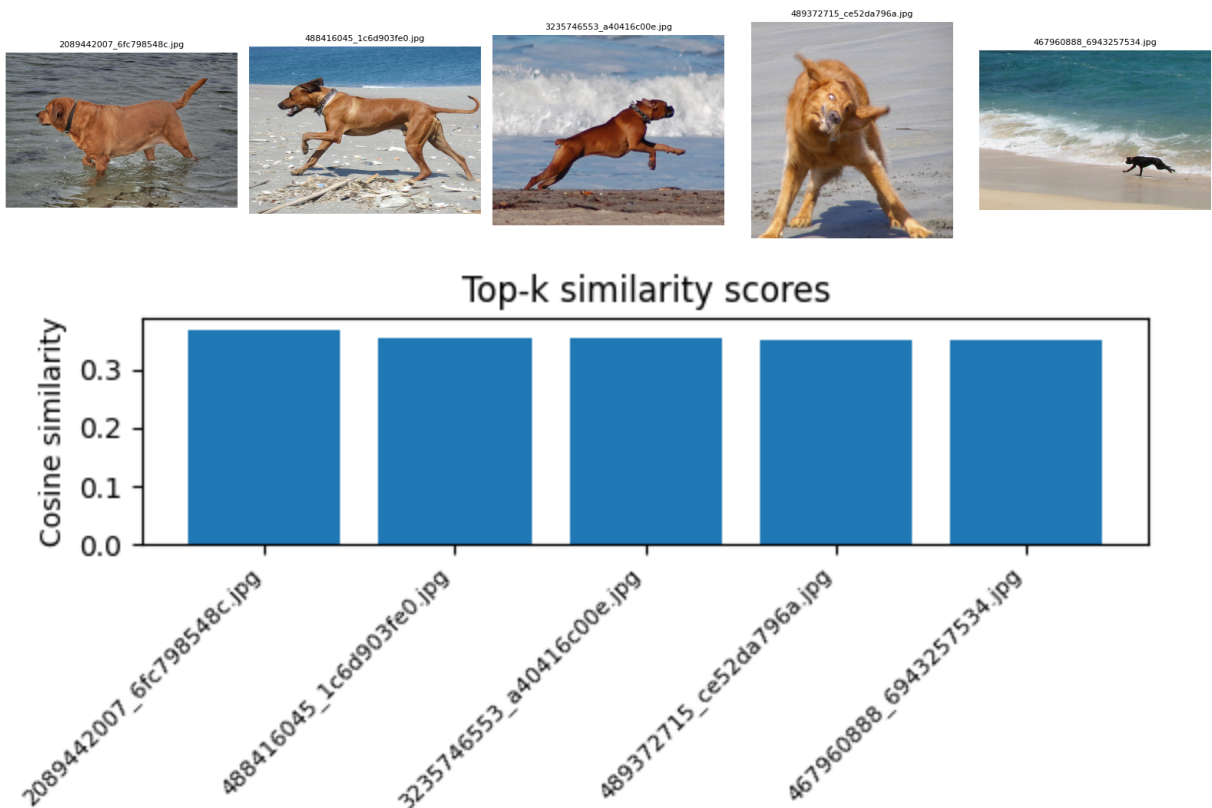 2089442007_6fc798548c.jpg
488416045_1c6d903fe0.jpg
3235746553_a40416c00e.jpg
489372715_ce52da796a.jpg
467960888_6943257534.jpg
Top-k similarity scores
Cosine similarity
0.3
0.2
0.1
0.0
2089442007_6fc798548c.jpg
488416045_1c6d903fe0.jpg
3235746553_a40416c00e.jpg
489372715_ce52da796a.jpg
467960888_6943257534.jpg